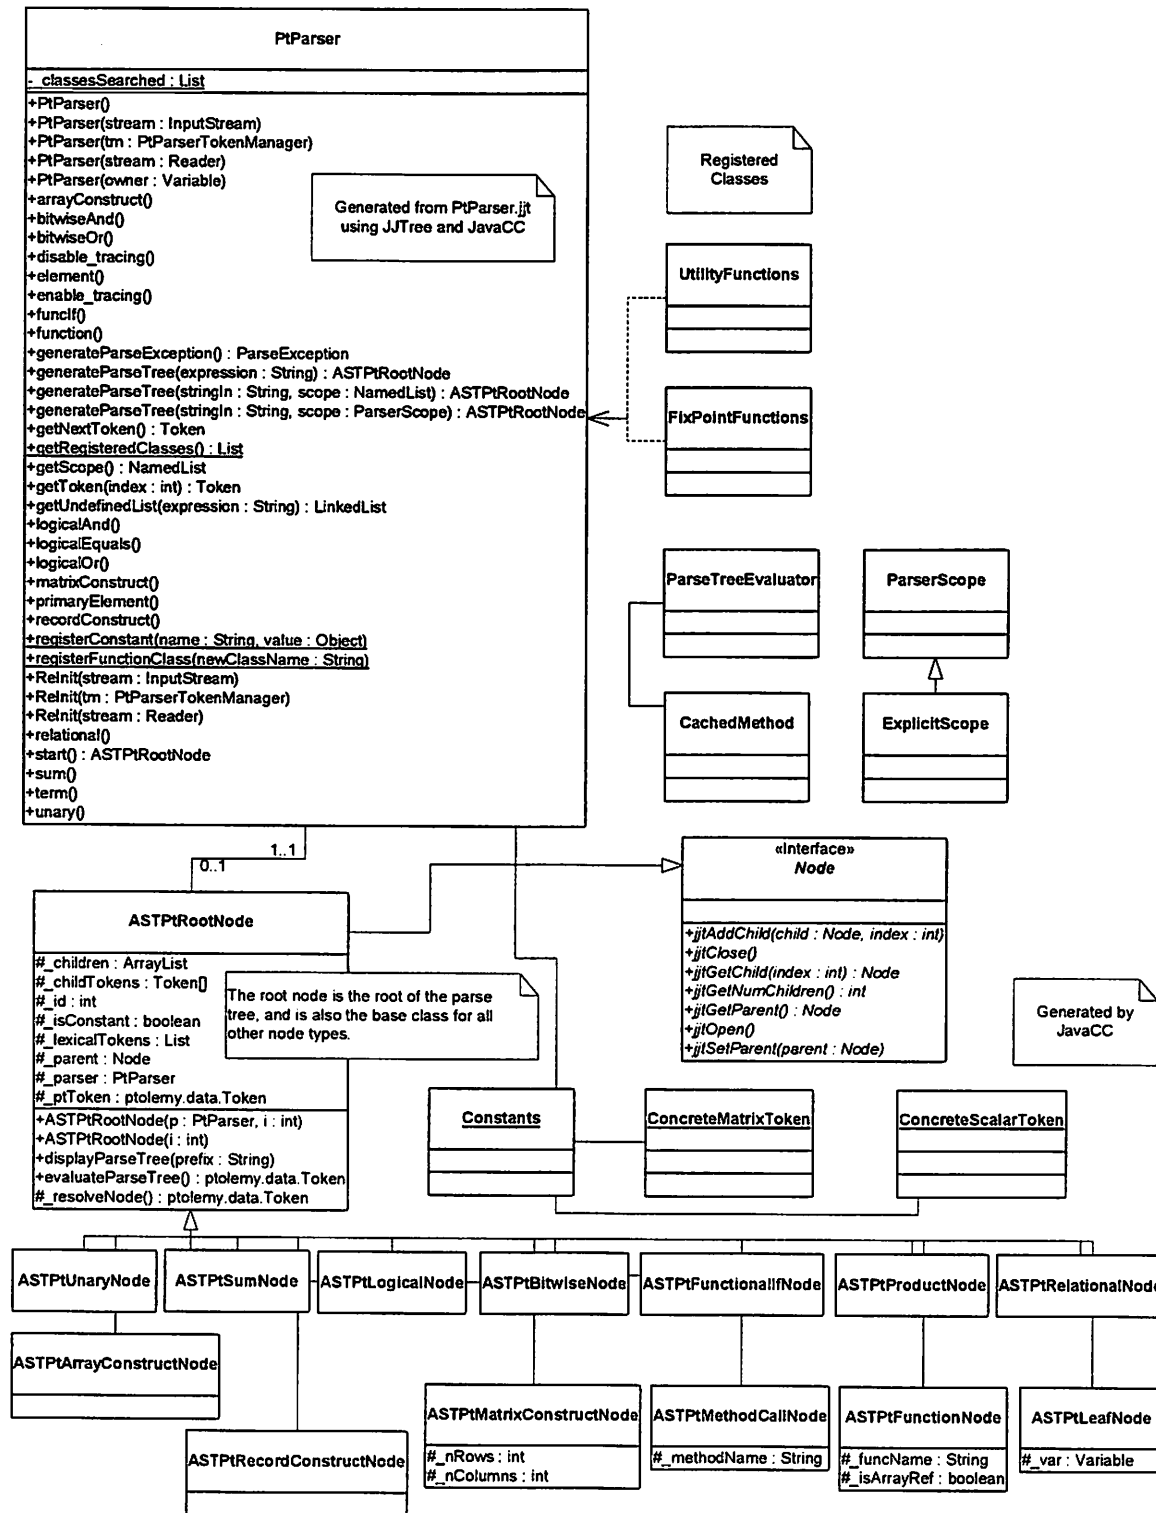 PtParser
- _classesSearched : List
+PtParser()
+PtParser(stream : InputStream)
+PtParser(tm : PtParserTokenManager)
+PtParser(stream : Reader)
+PtParser(owner : Variable)
+arrayConstruct()
+bitwiseAnd()
+bitwiseOr()
+disable_tracing()
+element()
+enable_tracing()
+funcIf()
+function()
+generateParseException() : ParseException
+generateParseTree(expression : String) : ASTPtRootNode
+generateParseTree(stringIn : String, scope : NamedList) : ASTPtRootNode
+generateParseTree(stringIn : String, scope : ParserScope) : ASTPtRootNode
+getNextToken() : Token
+getRegisteredClasses() : List
+getScope() : NamedList
+getToken(index : int) : Token
+getUndefinedList(expression : String) : LinkedList
+logicalAnd()
+logicalEquals()
+logicalOr()
+matrixConstruct()
+primaryElement()
+recordConstruct()
+registerConstant(name : String, value : Object)
+registerFunctionClass(newClassName : String)
+ReInit(stream : InputStream)
+ReInit(tm : PtParserTokenManager)
+ReInit(stream : Reader)
+relational()
+start() : ASTPtRootNode
+sum()
+term()
+unary()
Generated from PtParser.jjt
using JJTree and JavaCC
Registered
Classes
UtilityFunctions
FixPointFunctions
ParseTreeEvaluator
ParserScope
CachedMethod
ExplicitScope
1..1
0..1
«Interface»
Node
+jjtAddChild(child : Node, index : int)
+jjtClose()
+jjtGetChild(index : int) : Node
+jjtGetNumChildren() : int
+jjtGetParent() : Node
+jjtOpen()
+jjtSetParent(parent : Node)
Generated by
JavaCC
ASTPtRootNode
#_children : ArrayList
#_childTokens : Token[]
#_id : int
#_isConstant : boolean
#_lexicalTokens : List
#_parent : Node
#_parser : PtParser
#_ptToken : ptolemy.data.Token
+ASTPtRootNode(p : PtParser, i : int)
+ASTPtRootNode(i : int)
+displayParseTree(prefix : String)
+evaluateParseTree() : ptolemy.data.Token
#_resolveNode() : ptolemy.data.Token
The root node is the root of the parse
tree, and is also the base class for all
other node types.
Constants
ConcreteMatrixToken
ConcreteScalarToken
ASTPtUnaryNode
ASTPtSumNode
ASTPtLogicalNode
ASTPtBitwiseNode
ASTPtFunctionalIfNode
ASTPtProductNode
ASTPtRelationalNode
ASTPtArrayConstructNode
ASTPtRecordConstructNode
ASTPtMatrixConstructNode
#_nRows : int
#_nColumns : int
ASTPtMethodCallNode
#_methodName : String
ASTPtFunctionNode
#_funcName : String
#_isArrayRef : boolean
ASTPtLeafNode
#_var : Variable